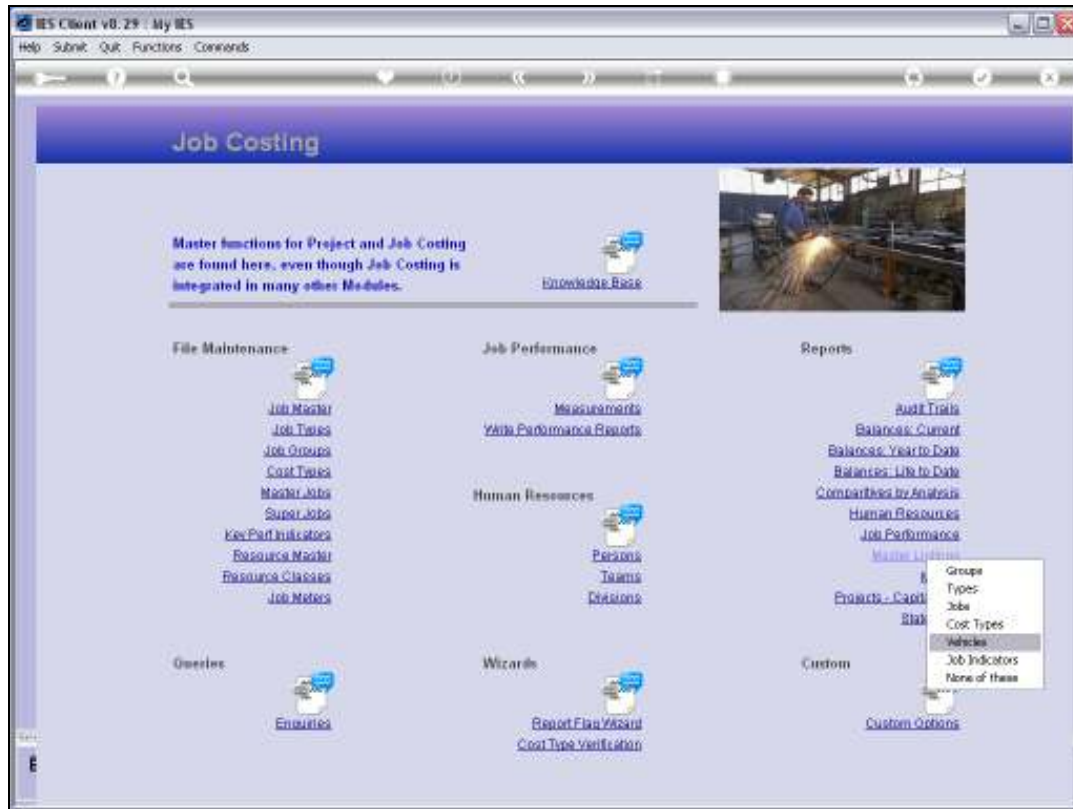 IES Client v8.29 : My IES
Help Submit Quit Functions Commands
Job Costing
Master functions for Project and Job Costing
are found here, even though Job Costing is
integrated in many other Modules.
Knowledge Base
File Maintenance
Job Master
Job Types
Job Groups
Cost Types
Master Jobs
Super Jobs
Key Perf Indicators
Resource Master
Resource Classes
Job Meters
Job Performance
Measurements
Write Performance Reports
Human Resources
Persons
Teams
Divisions
Reports
Audit Trails
Balances: Current
Balances: Year to Date
Balances: Life to Date
Comparitives by Analysis
Human Resources
Job Performance
Master Listings
Projects - Capit
Groups
Types
Jobs
Cost Types
Vehicles
Job Indicators
None of these
Queries
Enquiries
Wizards
Report Flag Wizard
Cost Type Verification
Custom
Custom Options